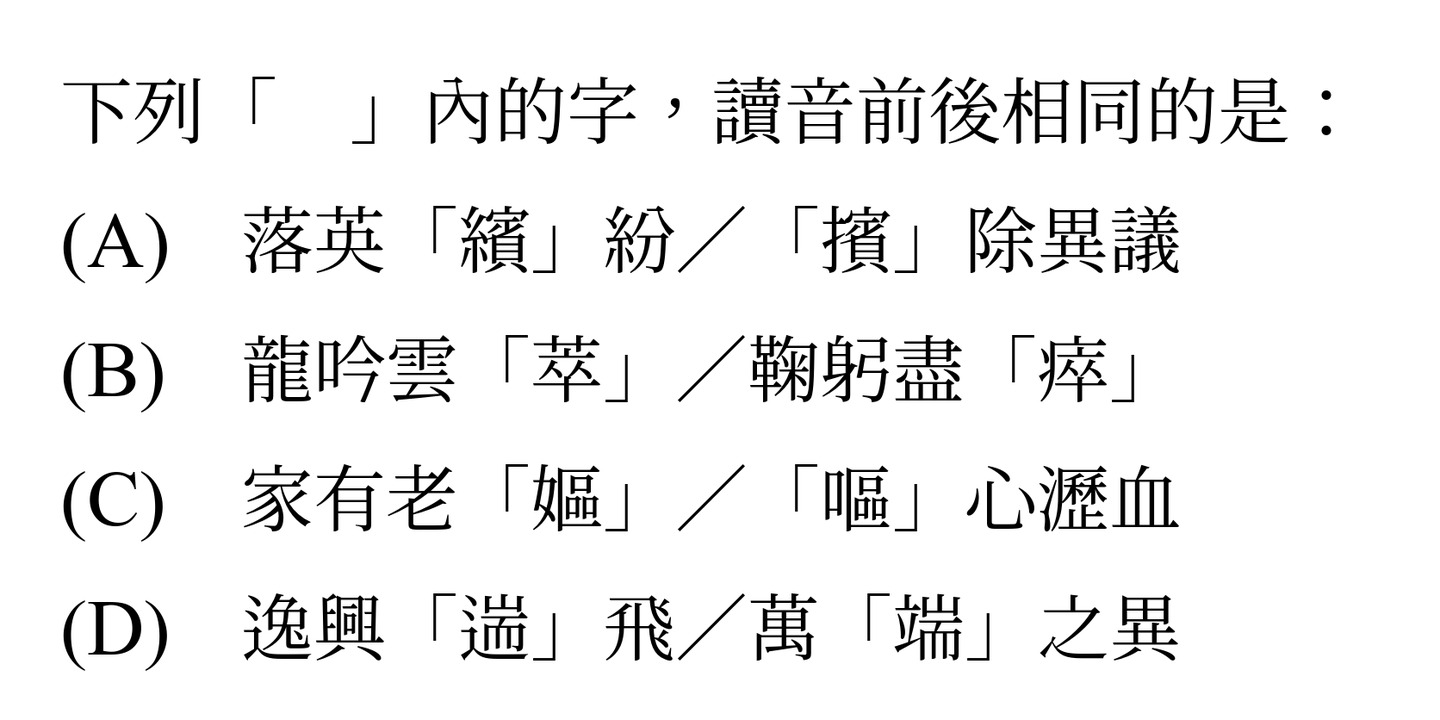 下列「　」內的字，讀音前後相同的是：
(A)　落英「繽」紛／「擯」除異議
(B)　龍吟雲「萃」／鞠躬盡「瘁」
(C)　家有老「嫗」／「嘔」心瀝血
(D)　逸興「遄」飛／萬「端」之異